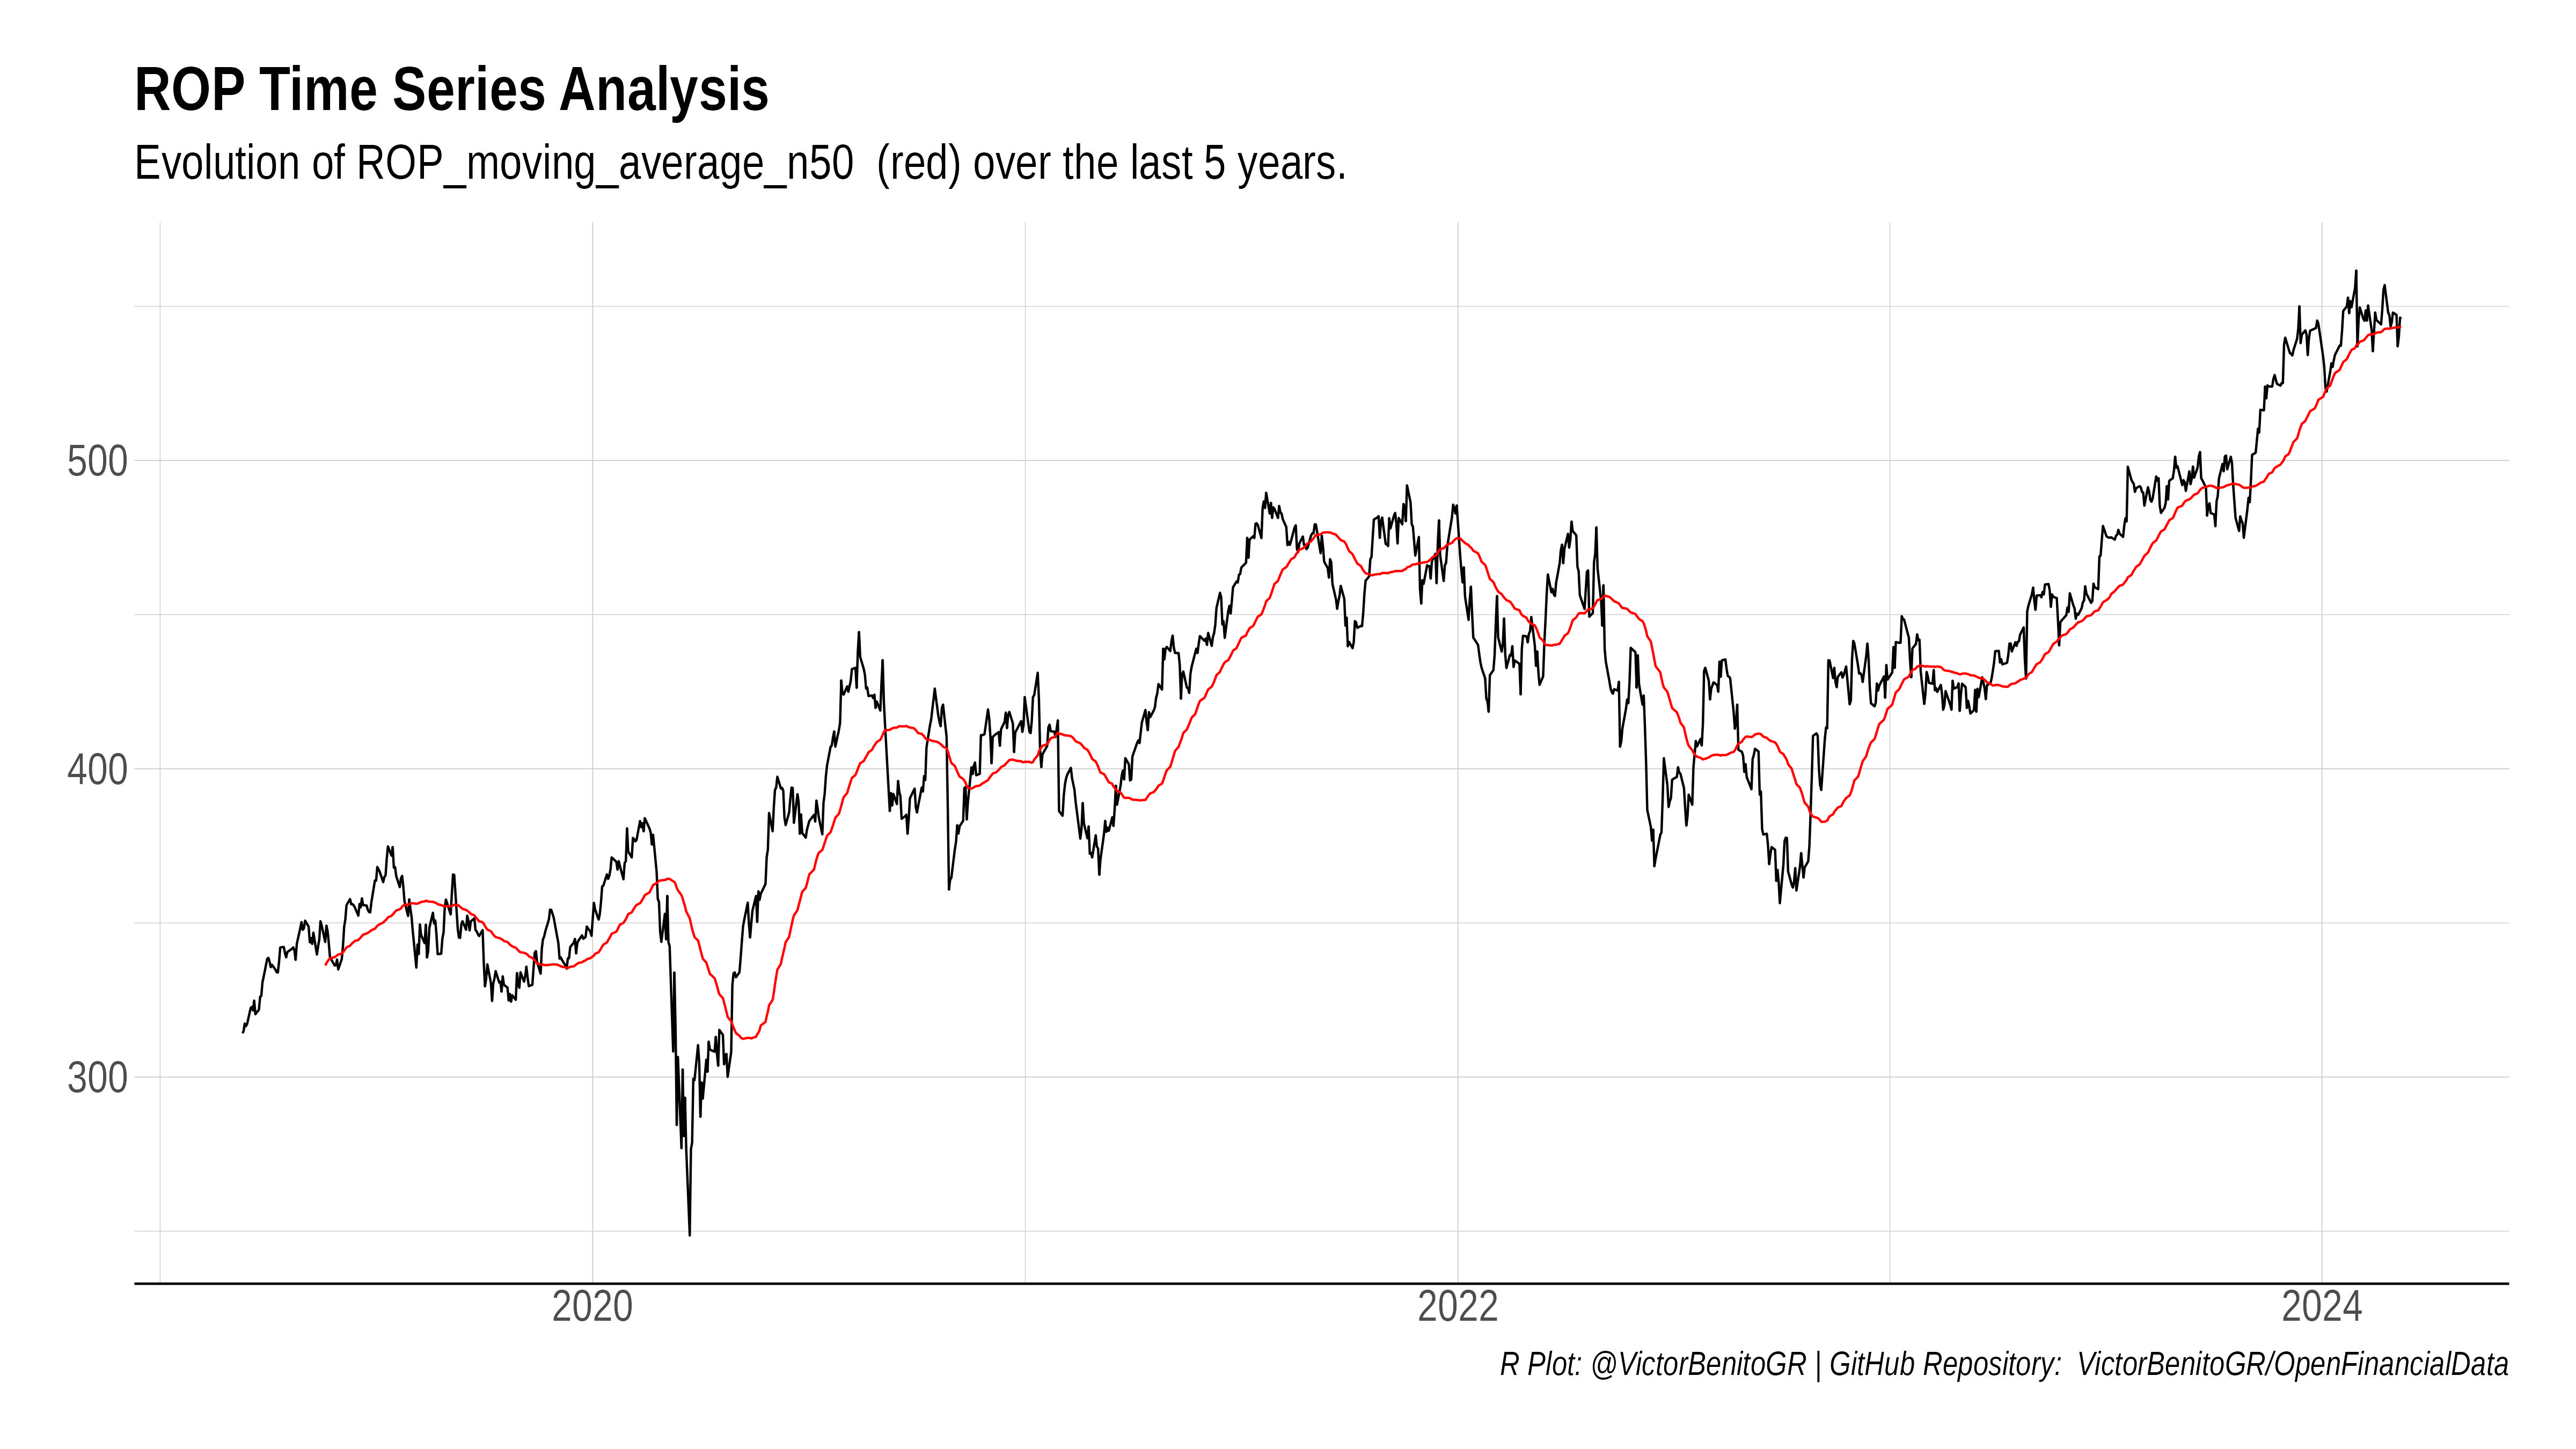 ROP Time Series Analysis
Evolution of ROP_moving_average_n50  (red) over the last 5 years.
500
400
300
2020 2022 2024
R Plot: @VictorBenitoGR | GitHub Repository:  VictorBenitoGR/OpenFinancialData